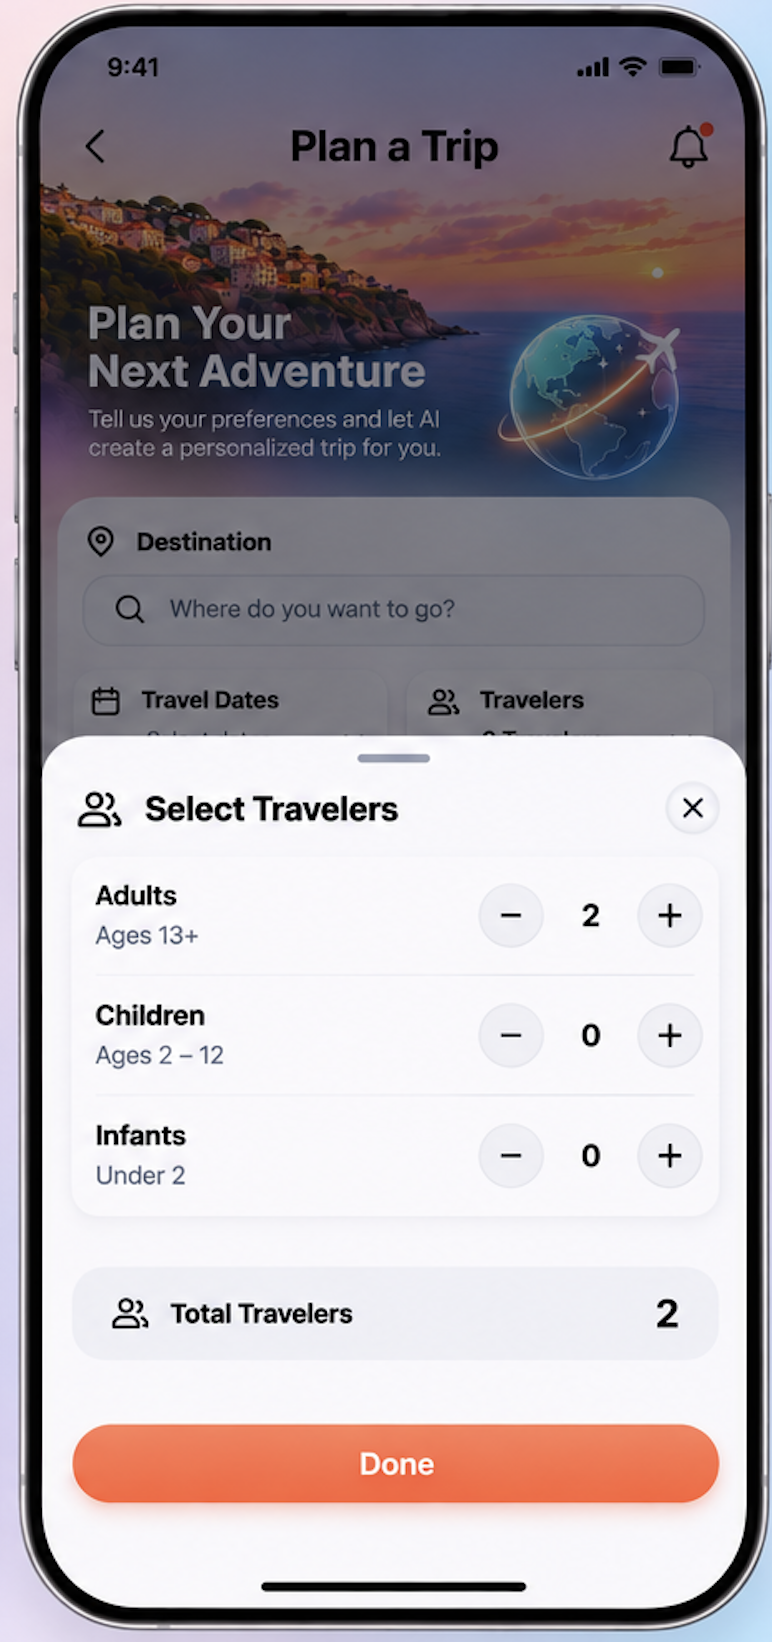 9:41
Plan a Trip
Plan Your
Next Adventure
Tell us your preferences and let AI
create a personalized trip for you.
Destination
Where do you want to go?
Travel Dates
Travelers
Select Travelers
Adults
2
Ages 13+
Children
0
Ages 2 – 12
Infants
0
Under 2
Total Travelers
2
Done